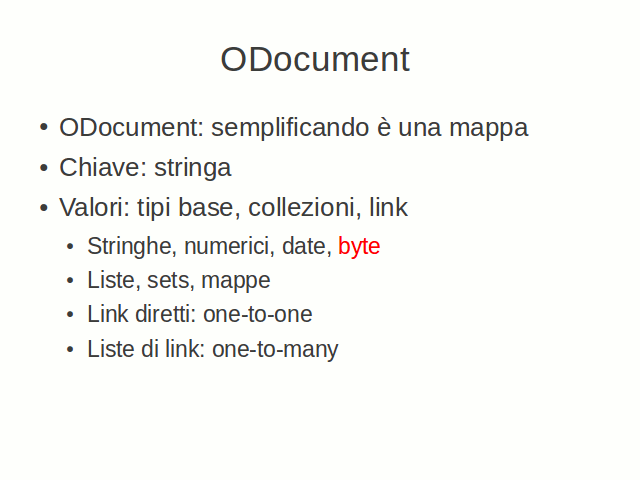 ODocument
• ODocument: semplificando è una mappa
• Chiave: stringa
• Valori: tipi base, collezioni, link
• Stringhe, numerici, date, byte
• Liste, sets, mappe
• Link diretti: one-to-one
• Liste di link: one-to-many